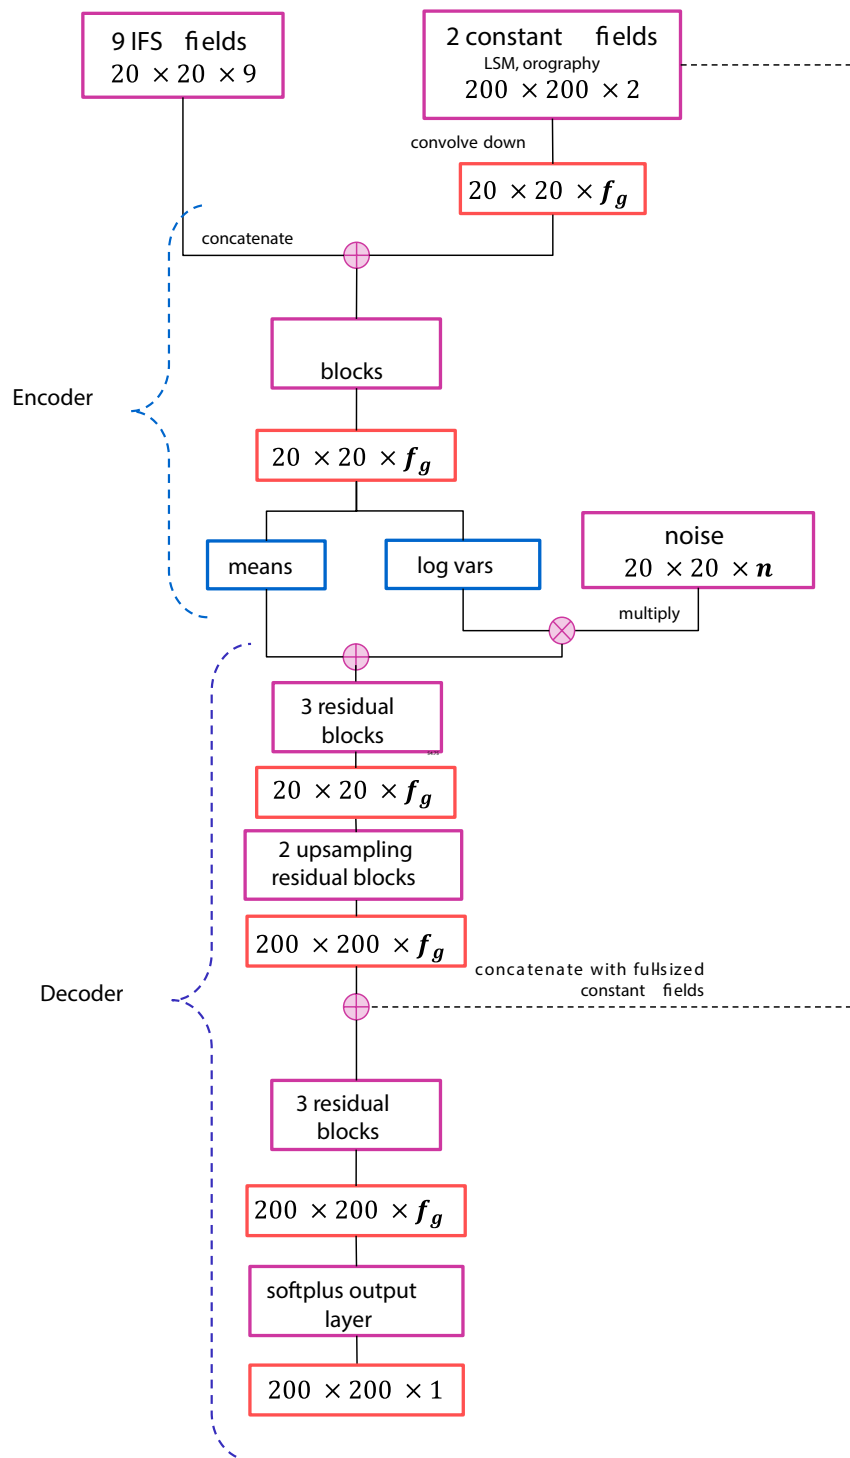 9 IFS fields
20 × 20 × 9
2 constant fields
LSM, orography
200 × 200 × 2
convolve down
20 × 20 × f_g
concatenate
blocks
Encoder
20 × 20 × f_g
means
log vars
noise
20 × 20 × n
multiply
3 residual
blocks
20 × 20 × f_g
2 upsampling
residual blocks
200 × 200 × f_g
concatenate with full-sized
constant fields
Decoder
3 residual
blocks
200 × 200 × f_g
softplus output
layer
200 × 200 × 1